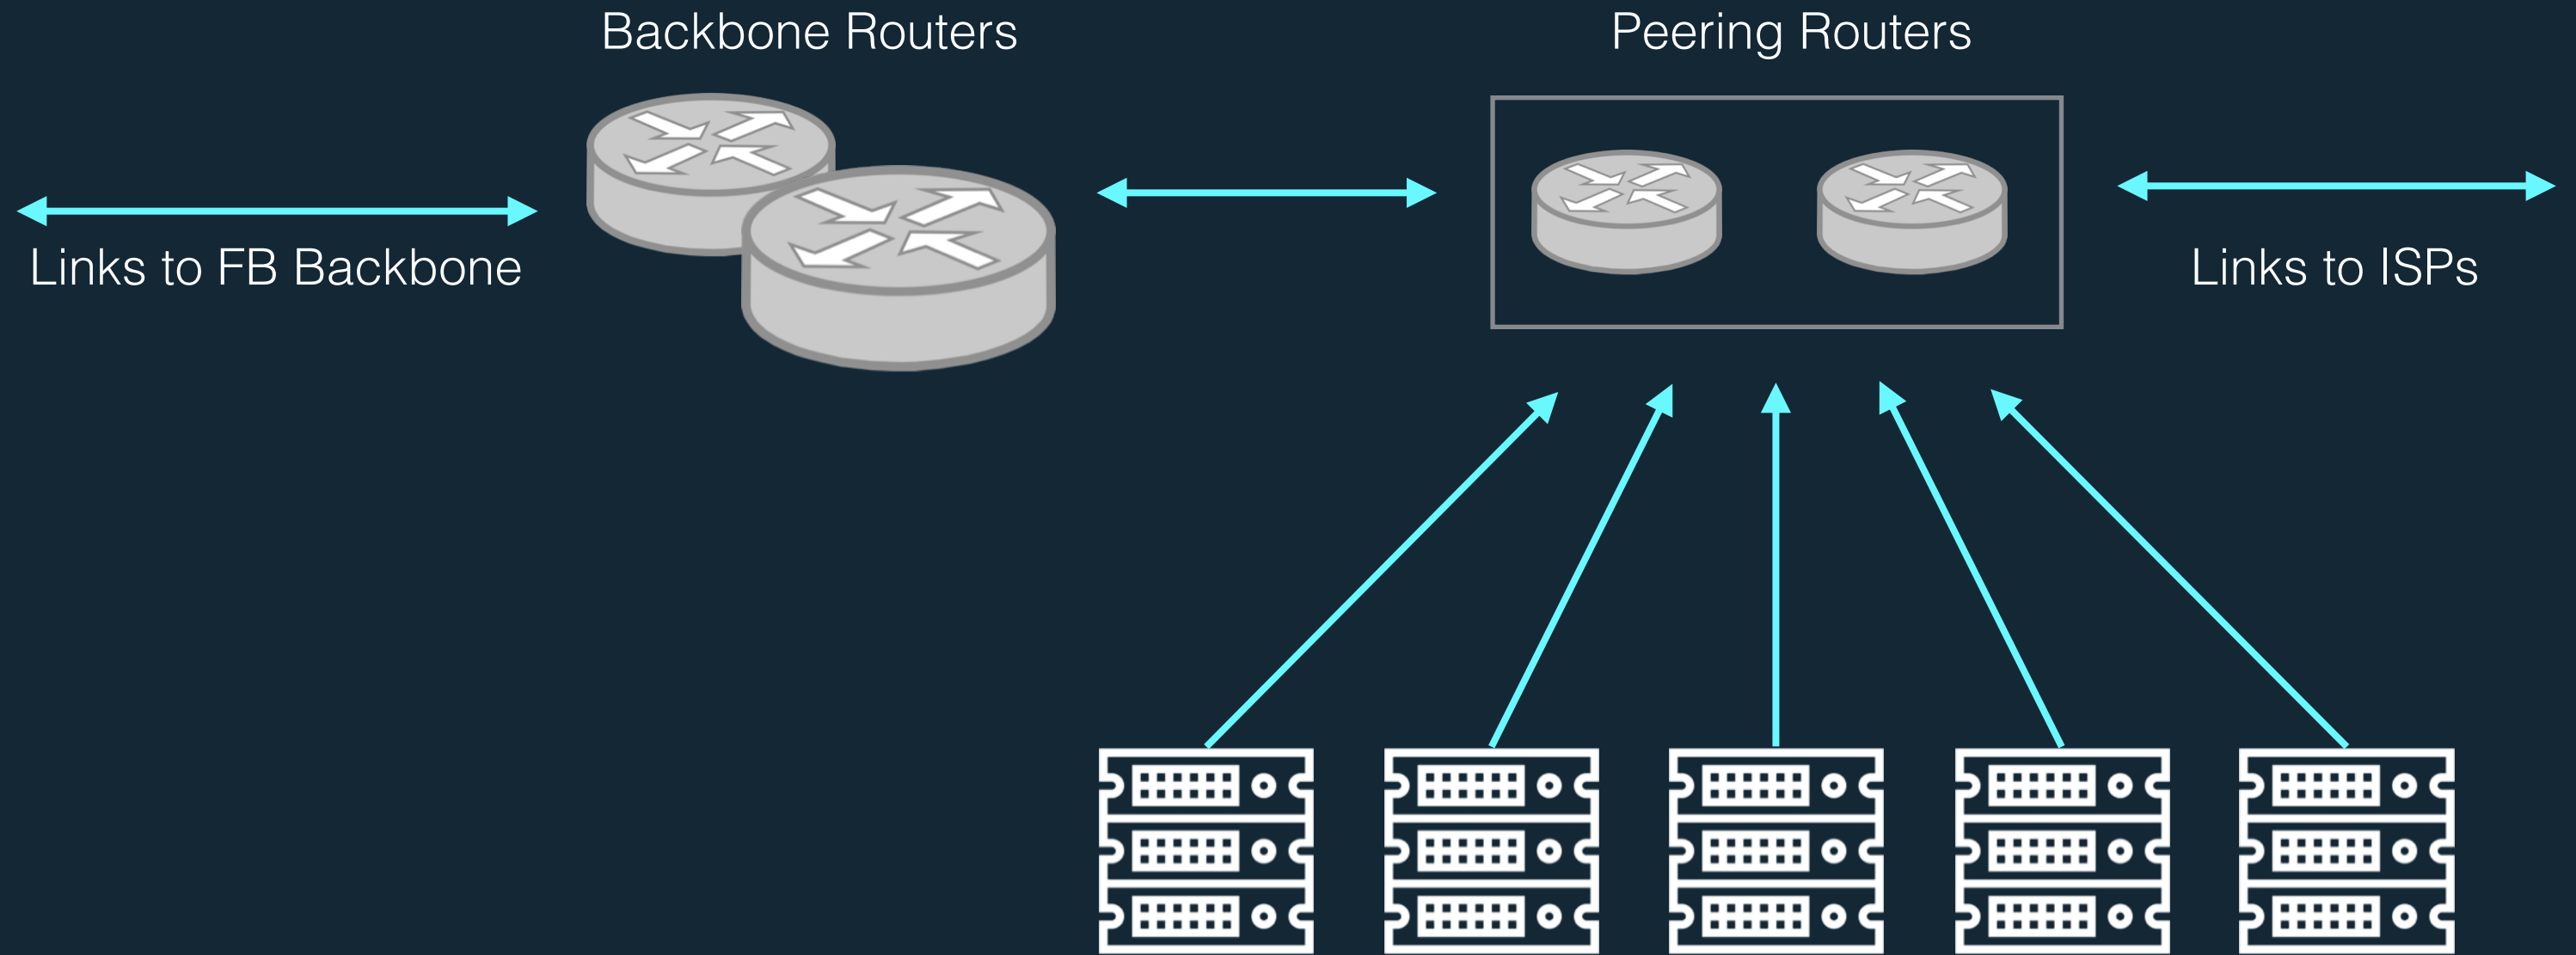 Backbone Routers
Peering Routers
Links to FB Backbone
Links to ISPs